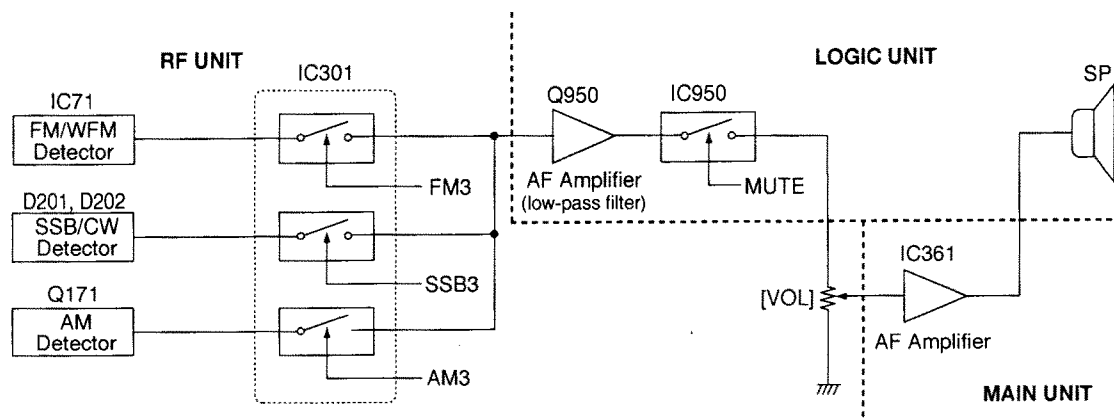 RF UNIT
IC301
IC71
FM/WFM
Detector
FM3
D201, D202
SSB/CW
Detector
SSB3
Q171
AM
Detector
AM3
LOGIC UNIT
Q950
AF Amplifier
(low-pass filter)
IC950
MUTE
SP
[VOL]
IC361
AF Amplifier
MAIN UNIT